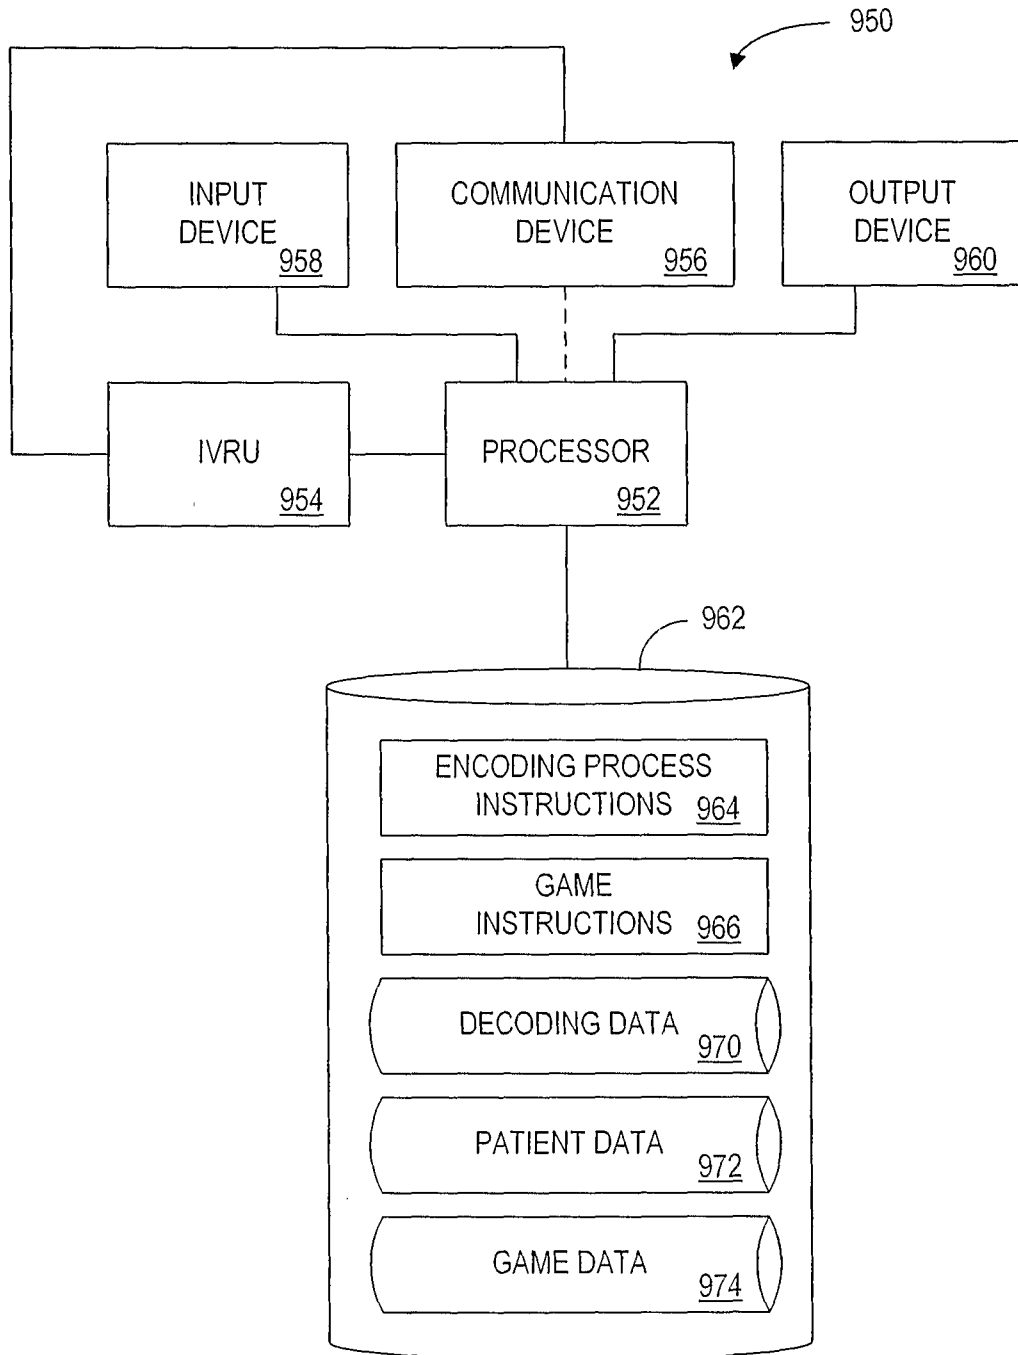 950
INPUT
DEVICE
958
COMMUNICATION
DEVICE
956
OUTPUT
DEVICE
960
IVRU
954
PROCESSOR
952
962
ENCODING PROCESS
INSTRUCTIONS 964
GAME
INSTRUCTIONS 966
DECODING DATA
970
PATIENT DATA
972
GAME DATA
974